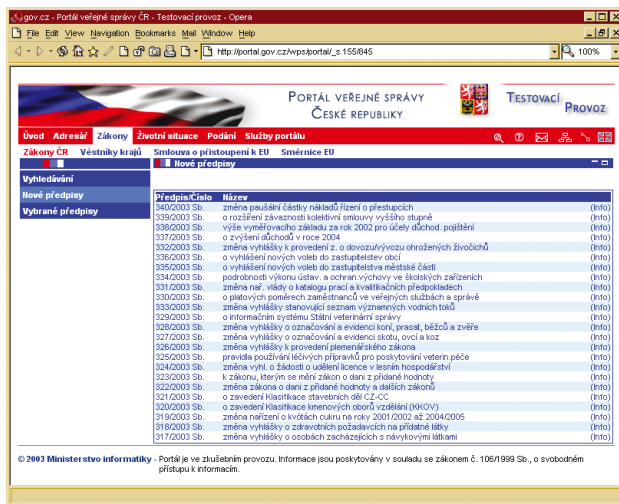 gov.cz - Portál veřejné správy ČR - Testovací provoz - Opera
File Edit View Navigation Bookmarks Mail Window Help
http://portal.gov.cz/wps/portal/_s.155/845 100%
Portál veřejné správy
České republiky
Testovací Provoz
Úvod Adresář Zákony Životní situace Podání Služby portálu
Zákony ČR Věstníky krajů Smlouva o přistoupení k EU Směrnice EU
Nové předpisy
Vyhledávání
Nové předpisy
Vybrané předpisy
Předpis/Číslo Název
340/2003 Sb. změna paušální částky nákladů řízení o přestupcích (Info)
339/2003 Sb. o rozšíření závaznosti kolektivní smlouvy vyššího stupně (Info)
338/2003 Sb. výše vyměřovacího základu za rok 2002 pro účely důchod. pojištění (Info)
337/2003 Sb. o zvýšení důchodů v roce 2004 (Info)
332/2003 Sb. změna vyhlášky k provedení z. o dovozu/vývozu ohrožených živočichů (Info)
336/2003 Sb. o vyhlášení nových voleb do zastupitelstev obcí (Info)
335/2003 Sb. o vyhlášení nových voleb do zastupitelstva městské části (Info)
334/2003 Sb. podrobnosti výkonu ústav. a ochran.výchovy ve školských zařízeních (Info)
331/2003 Sb. změna nař. vlády o katalogu prací a kvalifikačních předpokladech (Info)
330/2003 Sb. o platových poměrech zaměstnanců ve veřejných službách a správě (Info)
333/2003 Sb. změna vyhlášky stanovující seznam významných vodních toků (Info)
329/2003 Sb. o informačním systému Státní veterinární správy (Info)
328/2003 Sb. změna vyhlášky o označování a evidenci koní, prasat, běžců a zvěře (Info)
327/2003 Sb. změna vyhlášky o označování a evidenci skotu, ovcí a koz (Info)
326/2003 Sb. změna vyhlášky k provedení plemenářského zákona (Info)
325/2003 Sb. pravidla používání léčivých přípravků pro poskytování veterin.péče (Info)
324/2003 Sb. změna vyhl. o žádosti o udělení licence v lesním hospodářství (Info)
323/2003 Sb. k zákonu, kterým se mění zákon o dani z přidané hodnoty (Info)
322/2003 Sb. změna zákona o dani z přidané hodnoty a dalších zákonů (Info)
321/2003 Sb. o zavedení Klasifikace stavebních děl CZ-CC (Info)
320/2003 Sb. o zavedení Klasifikace kmenových oborů vzdělání (KKOV) (Info)
319/2003 Sb. změna nařízení o kvótách cukru na roky 2001/2002 až 2004/2005 (Info)
318/2003 Sb. změna vyhlášky o zdravotních požadavcích na přídatné látky (Info)
317/2003 Sb. změna vyhlášky o osobách zacházejících s návykovými látkami (Info)
© 2003 Ministerstvo informatiky - Portál je ve zkušebním provozu. Informace jsou poskytovány v souladu se zákonem č. 106/1999 Sb., o svobodném
přístupu k informacím.